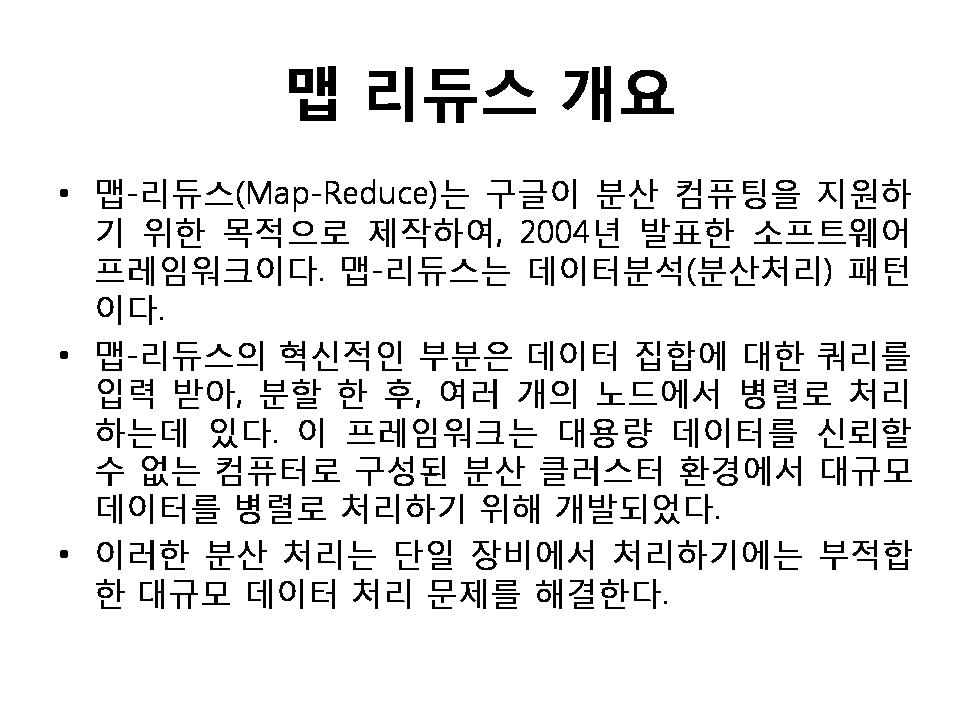 맵 리듀스 개요
• 맵-리듀스(Map-Reduce)는 구글이 분산 컴퓨팅을 지원하
기 위한 목적으로 제작하여, 2004년 발표한 소프트웨어
프레임워크이다. 맵-리듀스는 데이터분석(분산처리) 패턴
이다.
• 맵-리듀스의 혁신적인 부분은 데이터 집합에 대한 쿼리를
입력 받아, 분할 한 후, 여러 개의 노드에서 병렬로 처리
하는데 있다. 이 프레임워크는 대용량 데이터를 신뢰할
수 없는 컴퓨터로 구성된 분산 클러스터 환경에서 대규모
데이터를 병렬로 처리하기 위해 개발되었다.
• 이러한 분산 처리는 단일 장비에서 처리하기에는 부적합
한 대규모 데이터 처리 문제를 해결한다.